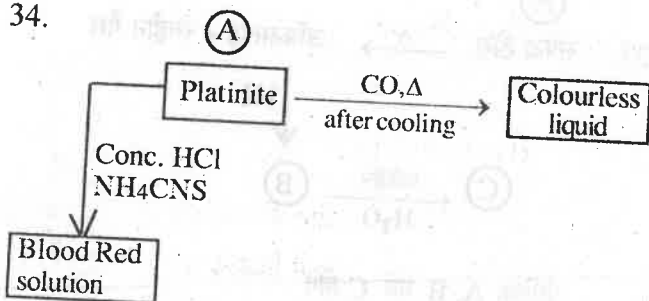 34.
A
Platinite
CO,Δ
after cooling
Colourless
liquid
Conc. HCl
NH4CNS
Blood Red
solution